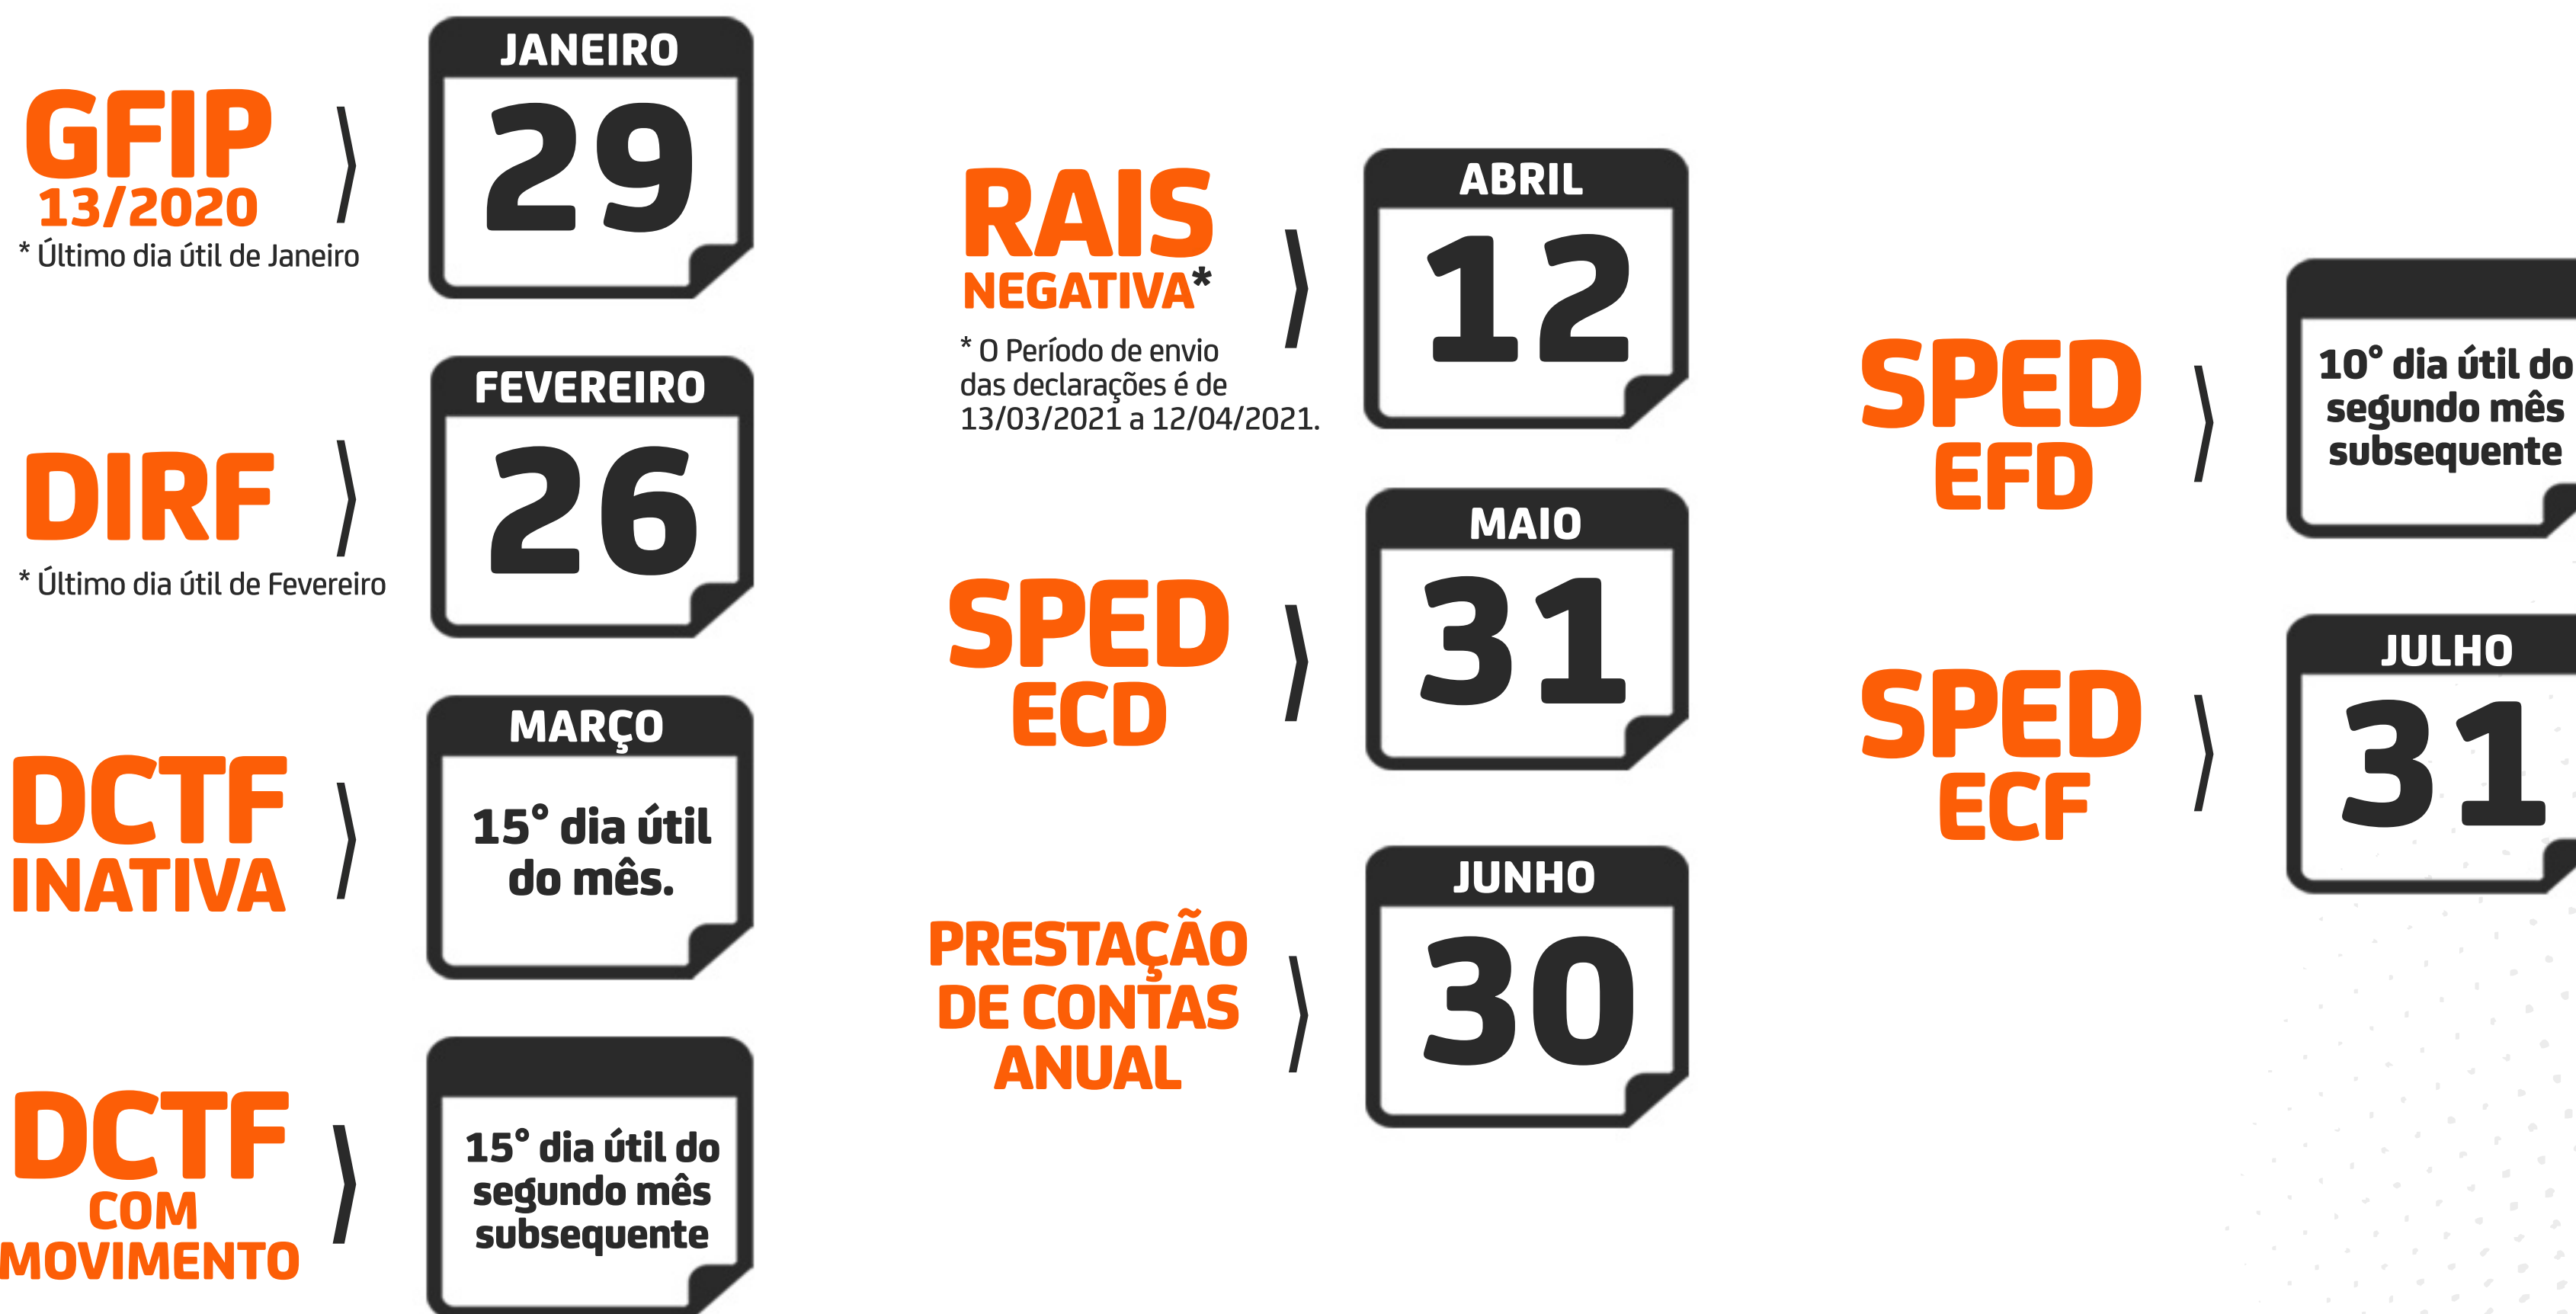 GFIP
13/2020
* Último dia útil de Janeiro
JANEIRO
29
DIRF
* Último dia útil de Fevereiro
FEVEREIRO
26
DCTF
INATIVA
MARÇO
15° dia útil
do mês.
DCTF
COM
MOVIMENTO
15° dia útil do
segundo mês
subsequente
RAIS
NEGATIVA*
* O Período de envio
das declarações é de
13/03/2021 a 12/04/2021.
ABRIL
12
SPED
ECD
MAIO
31
PRESTAÇÃO
DE CONTAS
ANUAL
JUNHO
30
SPED
EFD
10° dia útil do
segundo mês
subsequente
SPED
ECF
JULHO
31